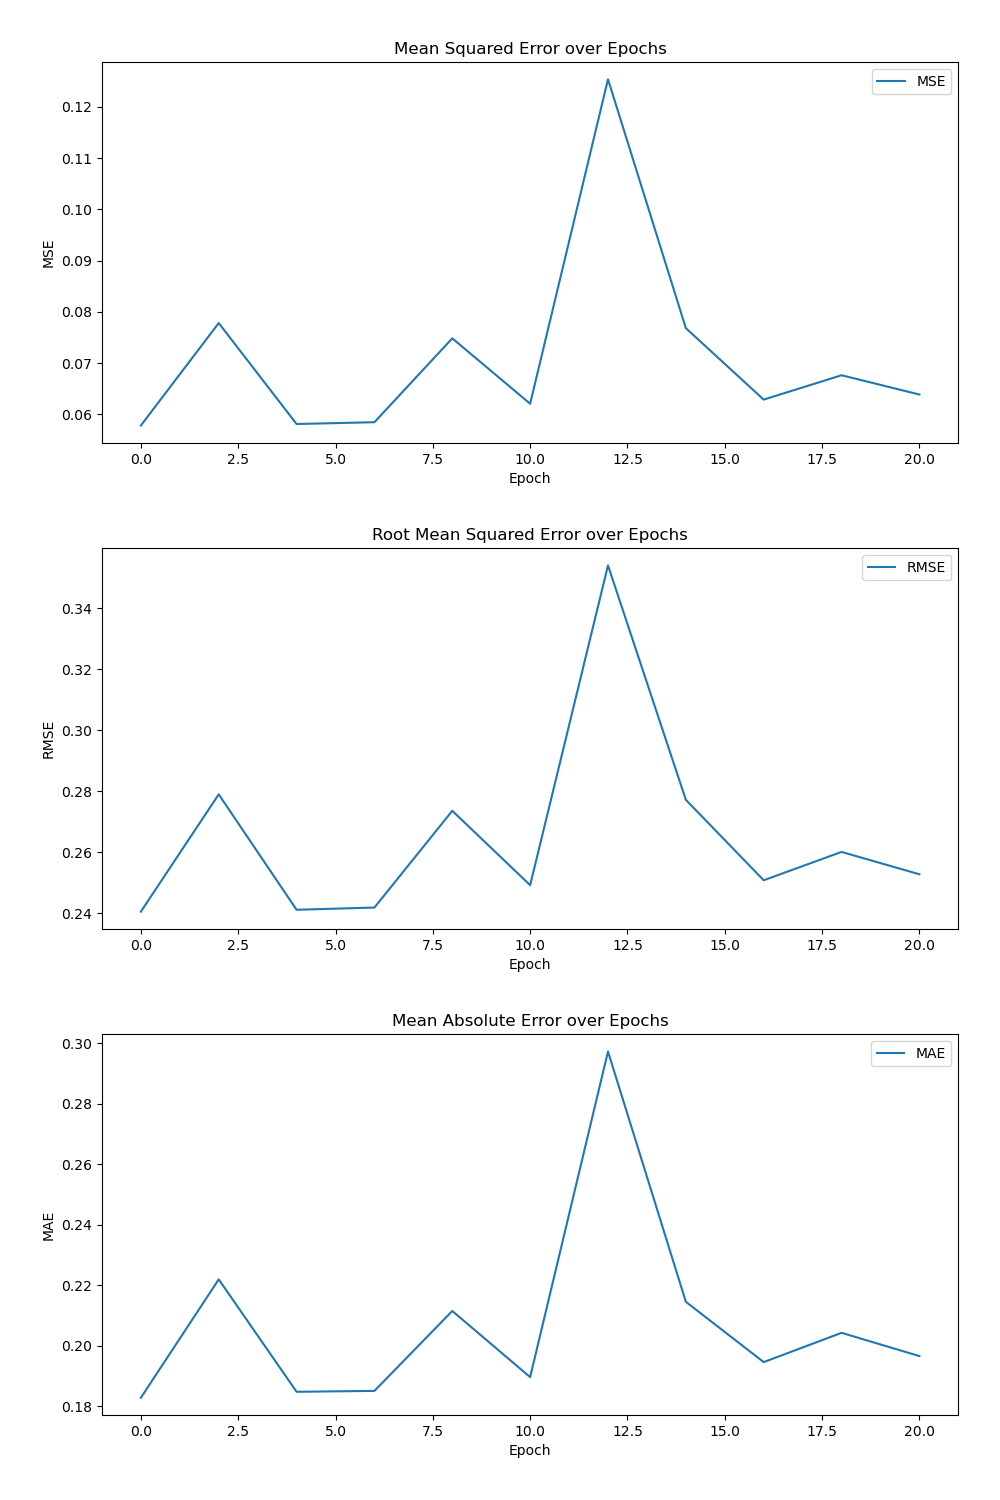 Mean Squared Error over Epochs
MSE
0.12
0.11
0.10
0.09
0.08
0.07
0.06
MSE
0.0 2.5 5.0 7.5 10.0 12.5 15.0 17.5 20.0
Epoch
Root Mean Squared Error over Epochs
RMSE
0.34
0.32
0.30
0.28
0.26
0.24
RMSE
0.0 2.5 5.0 7.5 10.0 12.5 15.0 17.5 20.0
Epoch
Mean Absolute Error over Epochs
MAE
0.30
0.28
0.26
0.24
0.22
0.20
0.18
MAE
0.0 2.5 5.0 7.5 10.0 12.5 15.0 17.5 20.0
Epoch